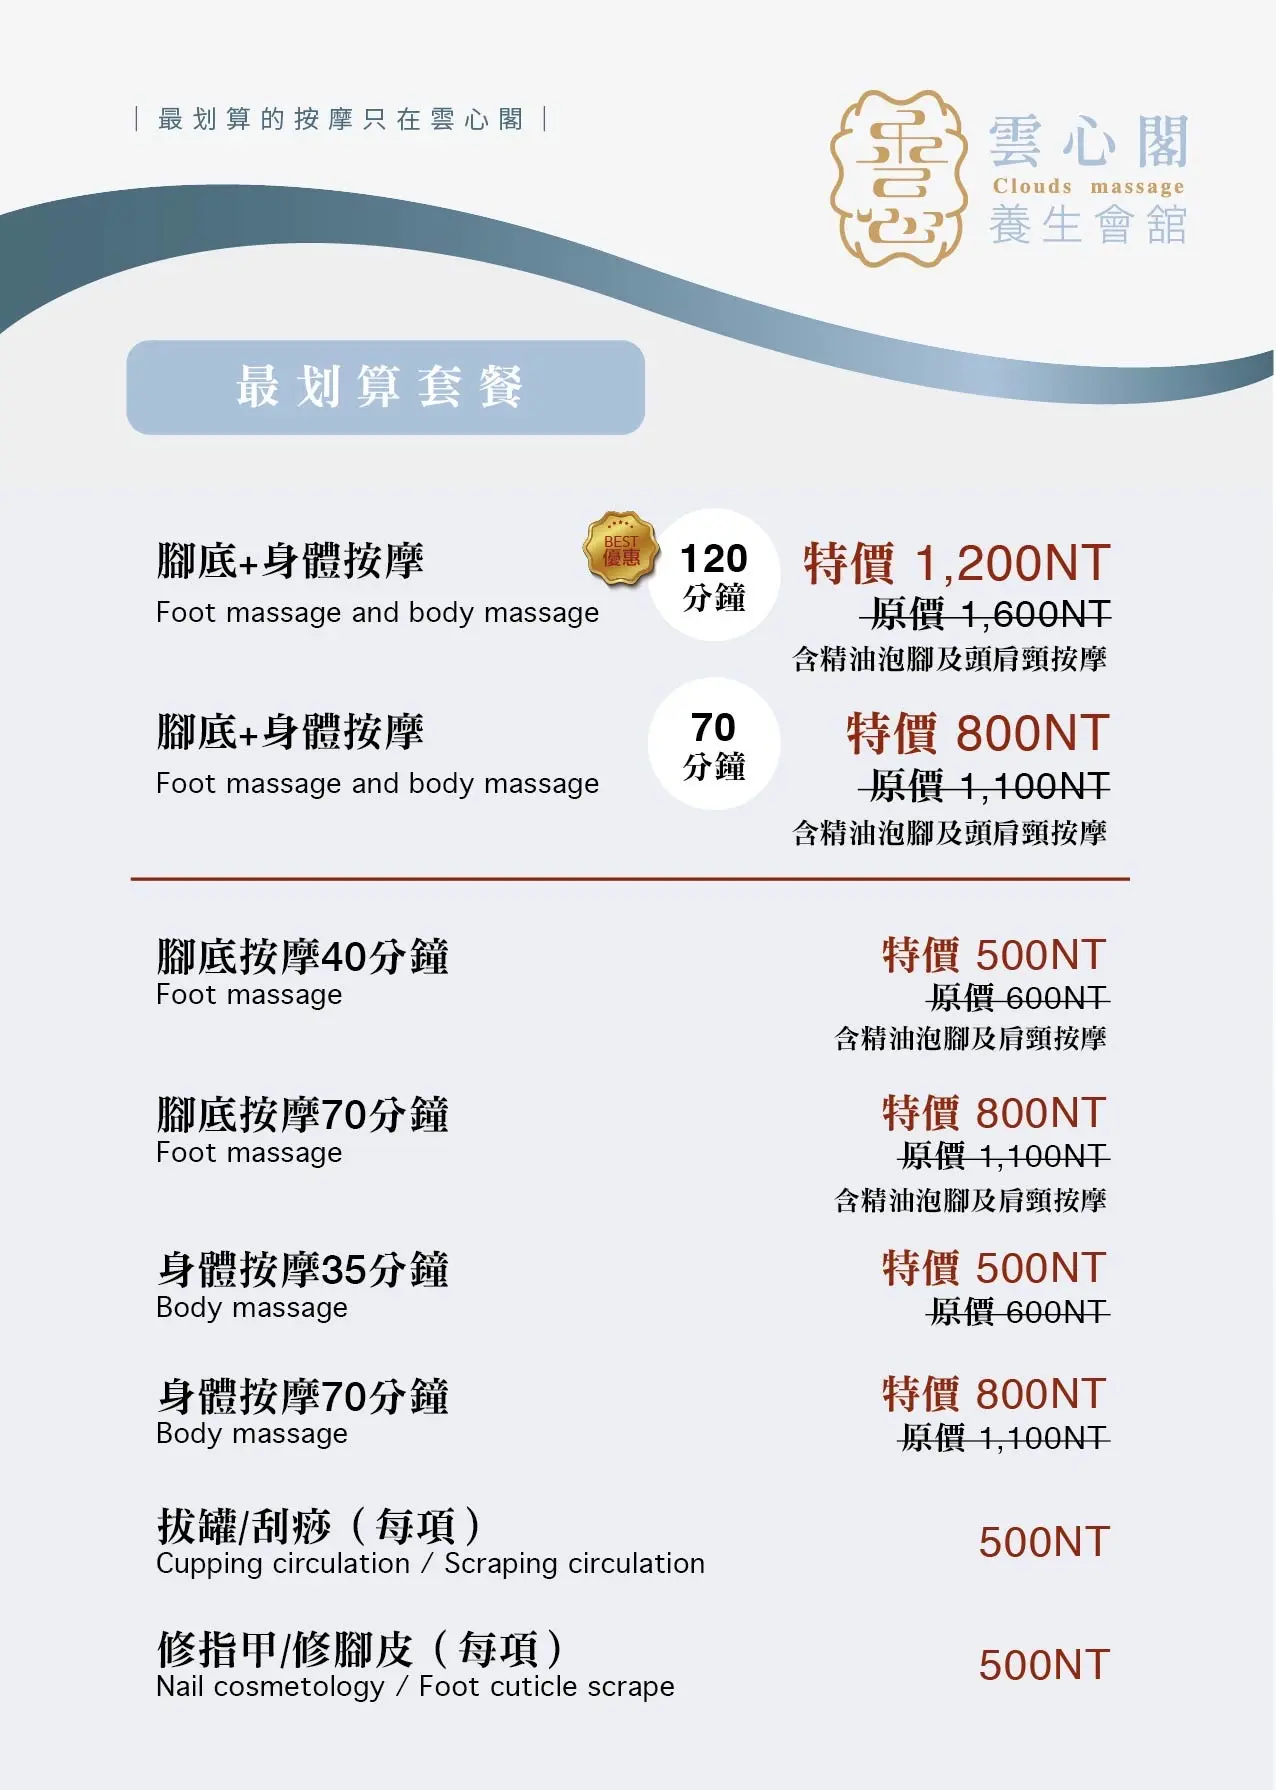 ｜最划算的按摩只在雲心閣｜
雲心閣
Clouds massage
養生會舘
最划算套餐
腳底+身體按摩
Foot massage and body massage
BEST
優惠
120
分鐘
特價 1,200NT
原價 1,600NT
含精油泡腳及頭肩頸按摩
腳底+身體按摩
Foot massage and body massage
70
分鐘
特價 800NT
原價 1,100NT
含精油泡腳及頭肩頸按摩
腳底按摩40分鐘
Foot massage
特價 500NT
原價 600NT
含精油泡腳及肩頸按摩
腳底按摩70分鐘
Foot massage
特價 800NT
原價 1,100NT
含精油泡腳及肩頸按摩
身體按摩35分鐘
Body massage
特價 500NT
原價 600NT
身體按摩70分鐘
Body massage
特價 800NT
原價 1,100NT
拔罐/刮痧（每項）
Cupping circulation / Scraping circulation
500NT
修指甲/修腳皮（每項）
Nail cosmetology / Foot cuticle scrape
500NT